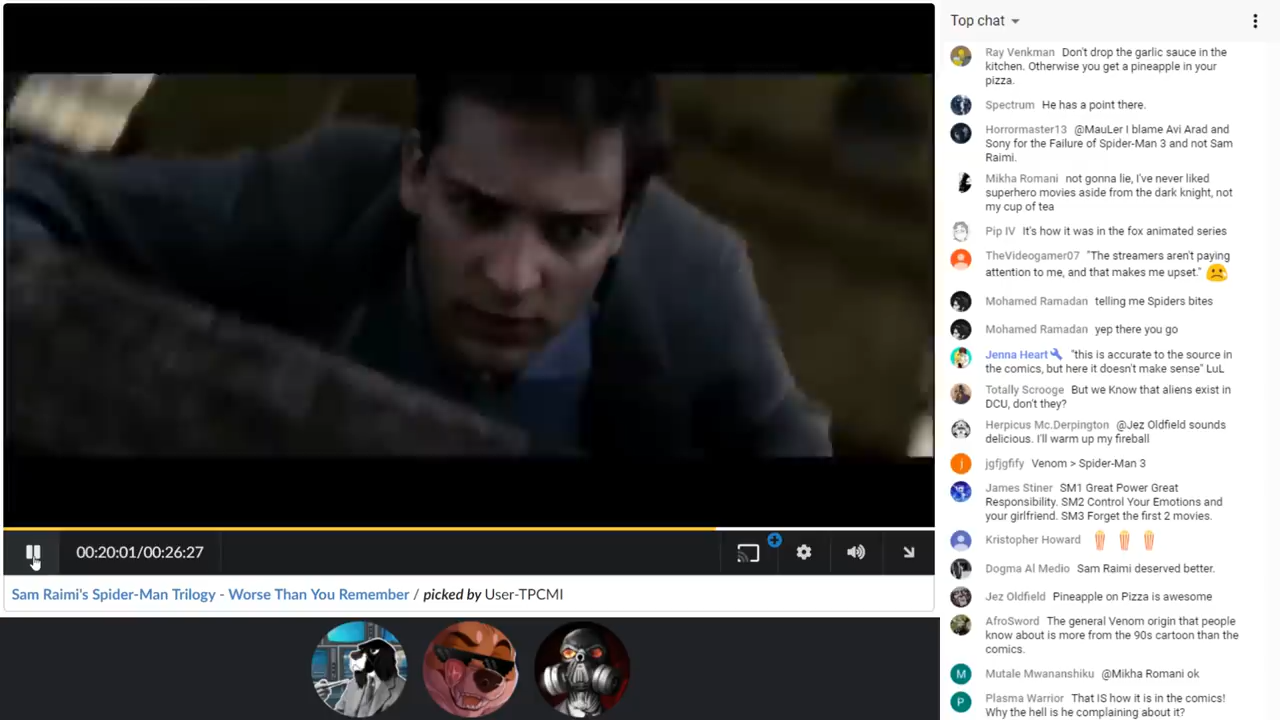 Top chat
Ray Venkman Don't drop the garlic sauce in the
kitchen. Otherwise you get a pineapple in your
pizza.
Spectrum He has a point there.
Horrormaster13 @MauLer I blame Avi Arad and
Sony for the Failure of Spider-Man 3 and not Sam
Raimi.
Mikha Romani not gonna lie, I've never liked
superhero movies aside from the dark knight, not
my cup of tea
Pip IV It's how it was in the fox animated series
TheVideogamer07 "The streamers aren't paying
attention to me, and that makes me upset."
Mohamed Ramadan telling me Spiders bites
Mohamed Ramadan yep there you go
Jenna Heart "this is accurate to the source in
the comics, but here it doesn't make sense" LuL
Totally Scrooge But we Know that aliens exist in
DCU, don't they?
Herpicus Mc.Derpington @Jez Oldfield sounds
delicious. I'll warm up my fireball
j jgfjgfify Venom > Spider-Man 3
James Stiner SM1 Great Power Great
Responsibility. SM2 Control Your Emotions and
your girlfriend. SM3 Forget the first 2 movies.
Kristopher Howard
Dogma Al Medio Sam Raimi deserved better.
Jez Oldfield Pineapple on Pizza is awesome
AfroSword The general Venom origin that people
know about is more from the 90s cartoon than the
comics.
M Mutale Mwananshiku @Mikha Romani ok
P Plasma Warrior That IS how it is in the comics!
Why the hell is he complaining about it?
00:20:01/00:26:27
Sam Raimi's Spider-Man Trilogy - Worse Than You Remember / picked by User-TPCMI